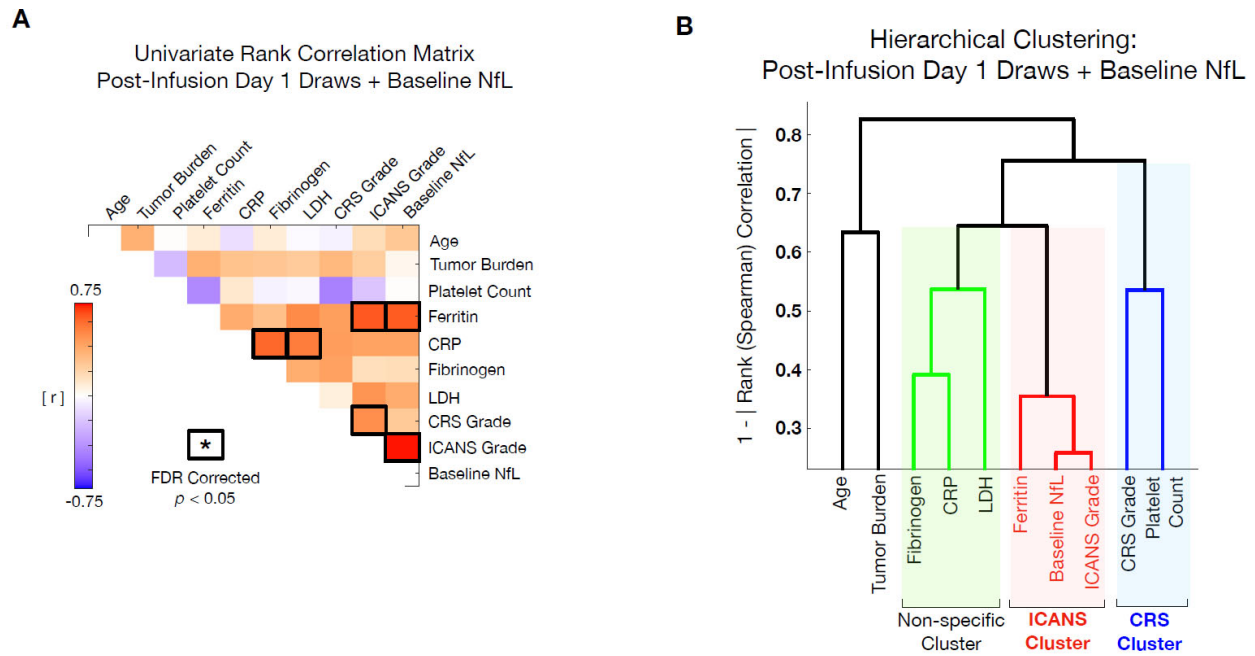 A
Univariate Rank Correlation Matrix
Post-Infusion Day 1 Draws + Baseline NfL
Age
Tumor Burden
Platelet Count
Ferritin
CRP
Fibrinogen
LDH
CRS Grade
ICANS Grade
Baseline NfL
Age
Tumor Burden
Platelet Count
Ferritin
CRP
Fibrinogen
LDH
CRS Grade
ICANS Grade
Baseline NfL
0.75
[ r ]
-0.75
*
FDR Corrected
p < 0.05
B
Hierarchical Clustering:
Post-Infusion Day 1 Draws + Baseline NfL
1 - | Rank (Spearman) Correlation |
0.8
0.7
0.6
0.5
0.4
0.3
Age
Tumor Burden
Fibrinogen
CRP
LDH
Ferritin
Baseline NfL
ICANS Grade
CRS Grade
Platelet
Count
Non-specific
Cluster
ICANS
Cluster
CRS
Cluster